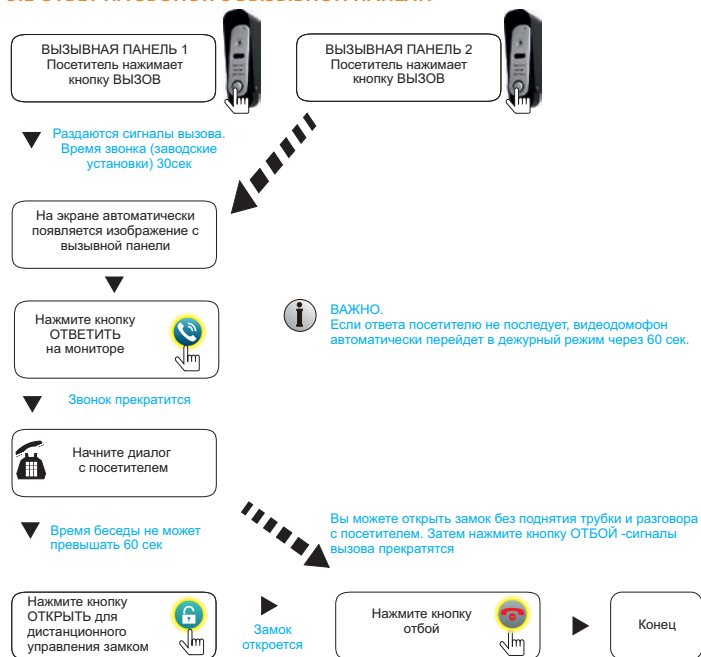 ВЫЗЫВНАЯ ПАНЕЛЬ 1
Посетитель нажимает
кнопку ВЫЗОВ
ВЫЗЫВНАЯ ПАНЕЛЬ 2
Посетитель нажимает
кнопку ВЫЗОВ
Раздаются сигналы вызова.
Время звонка (заводские
установки) 30сек
На экране автоматически
появляется изображение с
вызывной панели
Нажмите кнопку
ОТВЕТИТЬ
на мониторе
ВАЖНО.
Если ответа посетителю не последует, видеодомофон
автоматически перейдет в дежурный режим через 60 сек.
Звонок прекратится
Начните диалог
с посетителем
Время беседы не может
превышать 60 сек
Вы можете открыть замок без поднятия трубки и разговора
с посетителем. Затем нажмите кнопку ОТБОЙ -сигналы
вызова прекратятся
Нажмите кнопку
ОТКРЫТЬ для
дистанционного
управления замком
Замок
откроется
Нажмите кнопку
отбой
Конец